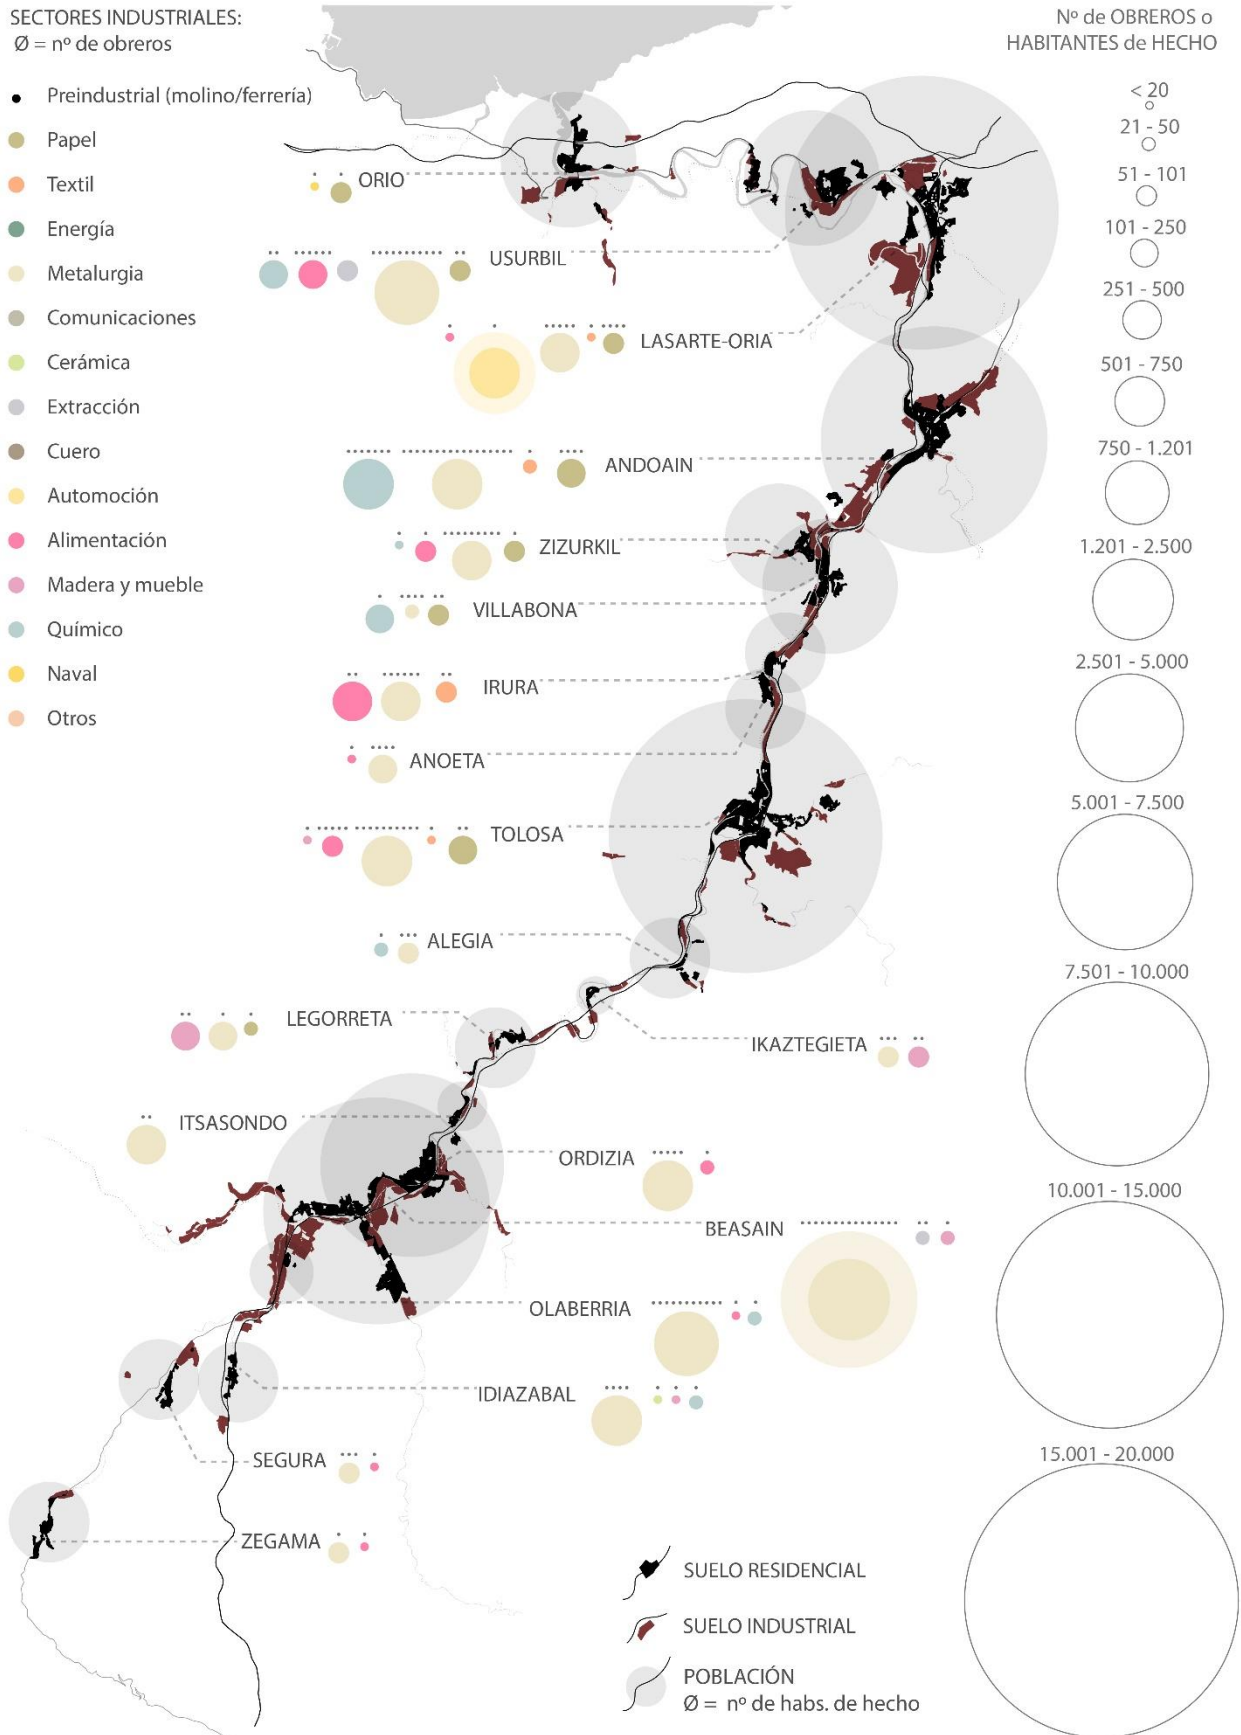 SECTORES INDUSTRIALES:
Ø = nº de obreros
Preindustrial (molino/ferrería)
Papel
Textil
Energía
Metalurgia
Comunicaciones
Cerámica
Extracción
Cuero
Automoción
Alimentación
Madera y mueble
Químico
Naval
Otros
ORIO
USURBIL
LASARTE-ORIA
ANDOAIN
ZIZURKIL
VILLABONA
IRURA
ANOETA
TOLOSA
ALEGIA
LEGORRETA
IKAZTEGIETA
ITSASONDO
ORDIZIA
BEASAIN
OLABERRIA
IDIAZABAL
SEGURA
ZEGAMA
Nº de OBREROS o
HABITANTES de HECHO
< 20
21 - 50
51 - 101
101 - 250
251 - 500
501 - 750
750 - 1.201
1.201 - 2.500
2.501 - 5.000
5.001 - 7.500
7.501 - 10.000
10.001 - 15.000
15.001 - 20.000
SUELO RESIDENCIAL
SUELO INDUSTRIAL
POBLACIÓN
Ø = nº de habs. de hecho